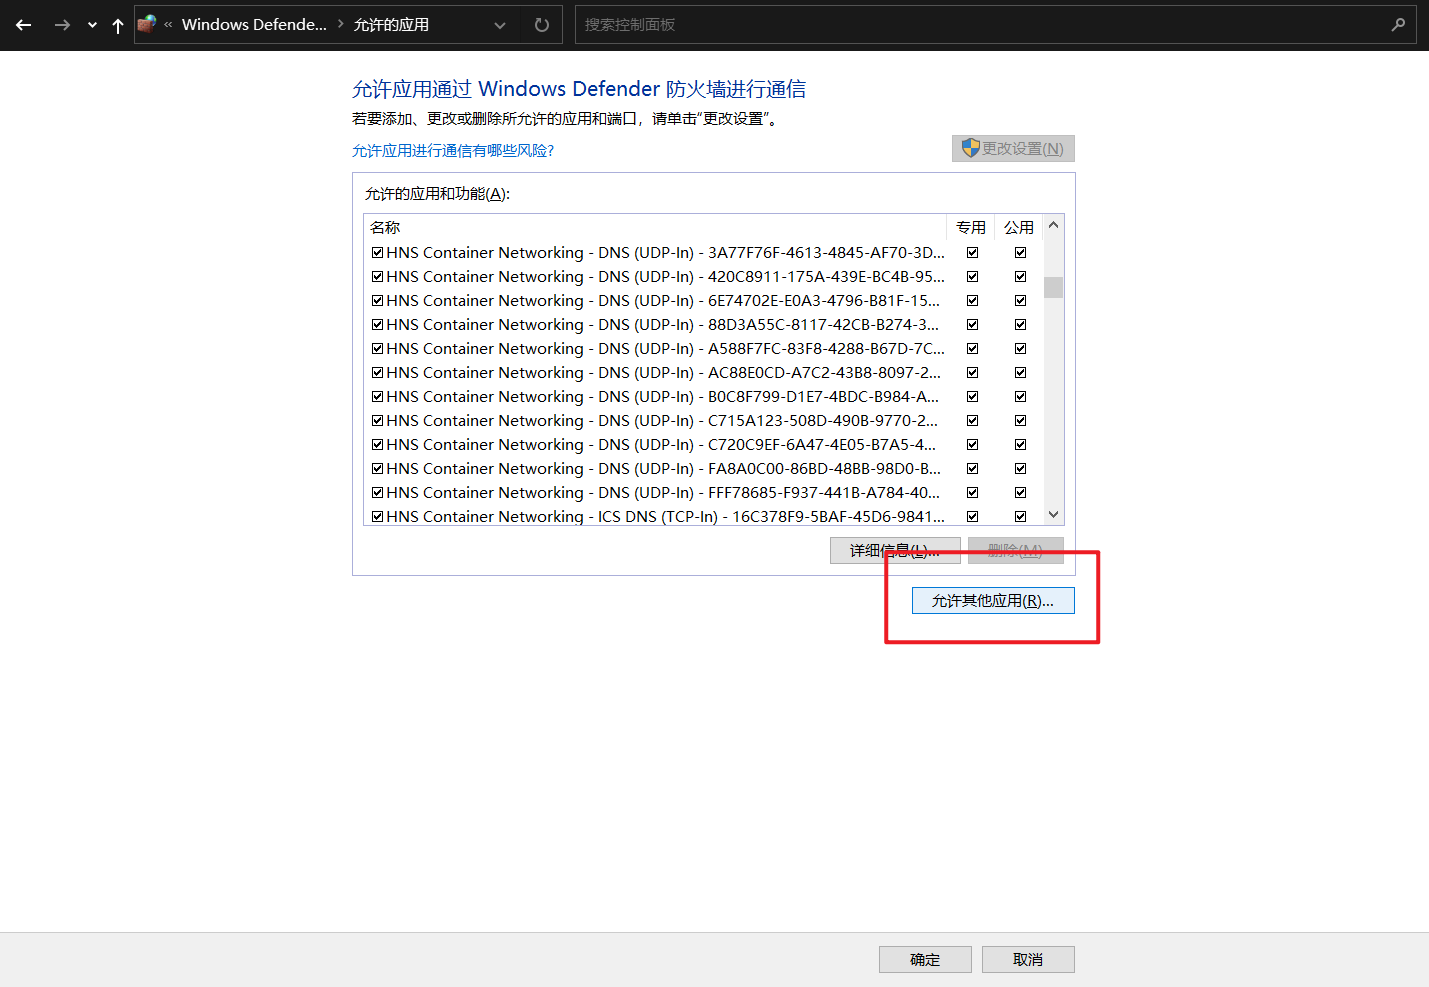 « Windows Defende... › 允许的应用
搜索控制面板
允许应用通过 Windows Defender 防火墙进行通信
若要添加、更改或删除所允许的应用和端口，请单击“更改设置”。
允许应用进行通信有哪些风险?
更改设置(N)
允许的应用和功能(A):
名称 专用 公用
HNS Container Networking - DNS (UDP-In) - 3A77F76F-4613-4845-AF70-3D...
HNS Container Networking - DNS (UDP-In) - 420C8911-175A-439E-BC4B-95...
HNS Container Networking - DNS (UDP-In) - 6E74702E-E0A3-4796-B81F-15...
HNS Container Networking - DNS (UDP-In) - 88D3A55C-8117-42CB-B274-3...
HNS Container Networking - DNS (UDP-In) - A588F7FC-83F8-4288-B67D-7C...
HNS Container Networking - DNS (UDP-In) - AC88E0CD-A7C2-43B8-8097-2...
HNS Container Networking - DNS (UDP-In) - B0C8F799-D1E7-4BDC-B984-A...
HNS Container Networking - DNS (UDP-In) - C715A123-508D-490B-9770-2...
HNS Container Networking - DNS (UDP-In) - C720C9EF-6A47-4E05-B7A5-4...
HNS Container Networking - DNS (UDP-In) - FA8A0C00-86BD-48BB-98D0-B...
HNS Container Networking - DNS (UDP-In) - FFF78685-F937-441B-A784-40...
HNS Container Networking - ICS DNS (TCP-In) - 16C378F9-5BAF-45D6-9841...
详细信息(L)... 删除(M)
允许其他应用(R)...
确定 取消